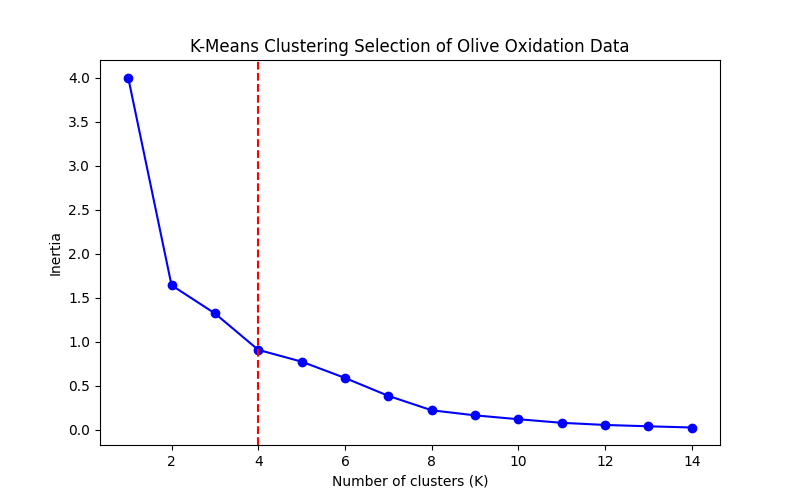 K-Means Clustering Selection of Olive Oxidation Data
4.0
3.5
3.0
2.5
2.0
1.5
1.0
0.5
0.0
Inertia
2 4 6 8 10 12 14
Number of clusters (K)